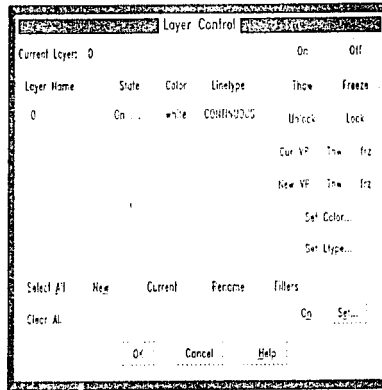 Layer Control
Current Layer: 0 On Off
Layer Name State Color Linetype Thaw Freeze
0 On white CONTINUOUS Unlock Lock
Cur VP Thw Frz
New VP Thw Frz
Set Color...
Set Ltype...
Select All New Current Rename Filters
Clear All On Set...
OK Cancel Help